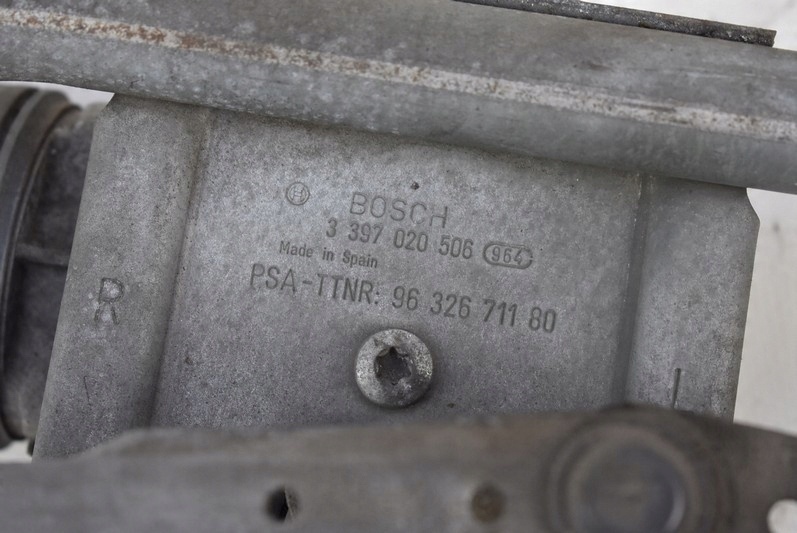 BOSCH
3 397 020 506 964
Made in Spain
PSA-TTNR: 96 326 711 80
R